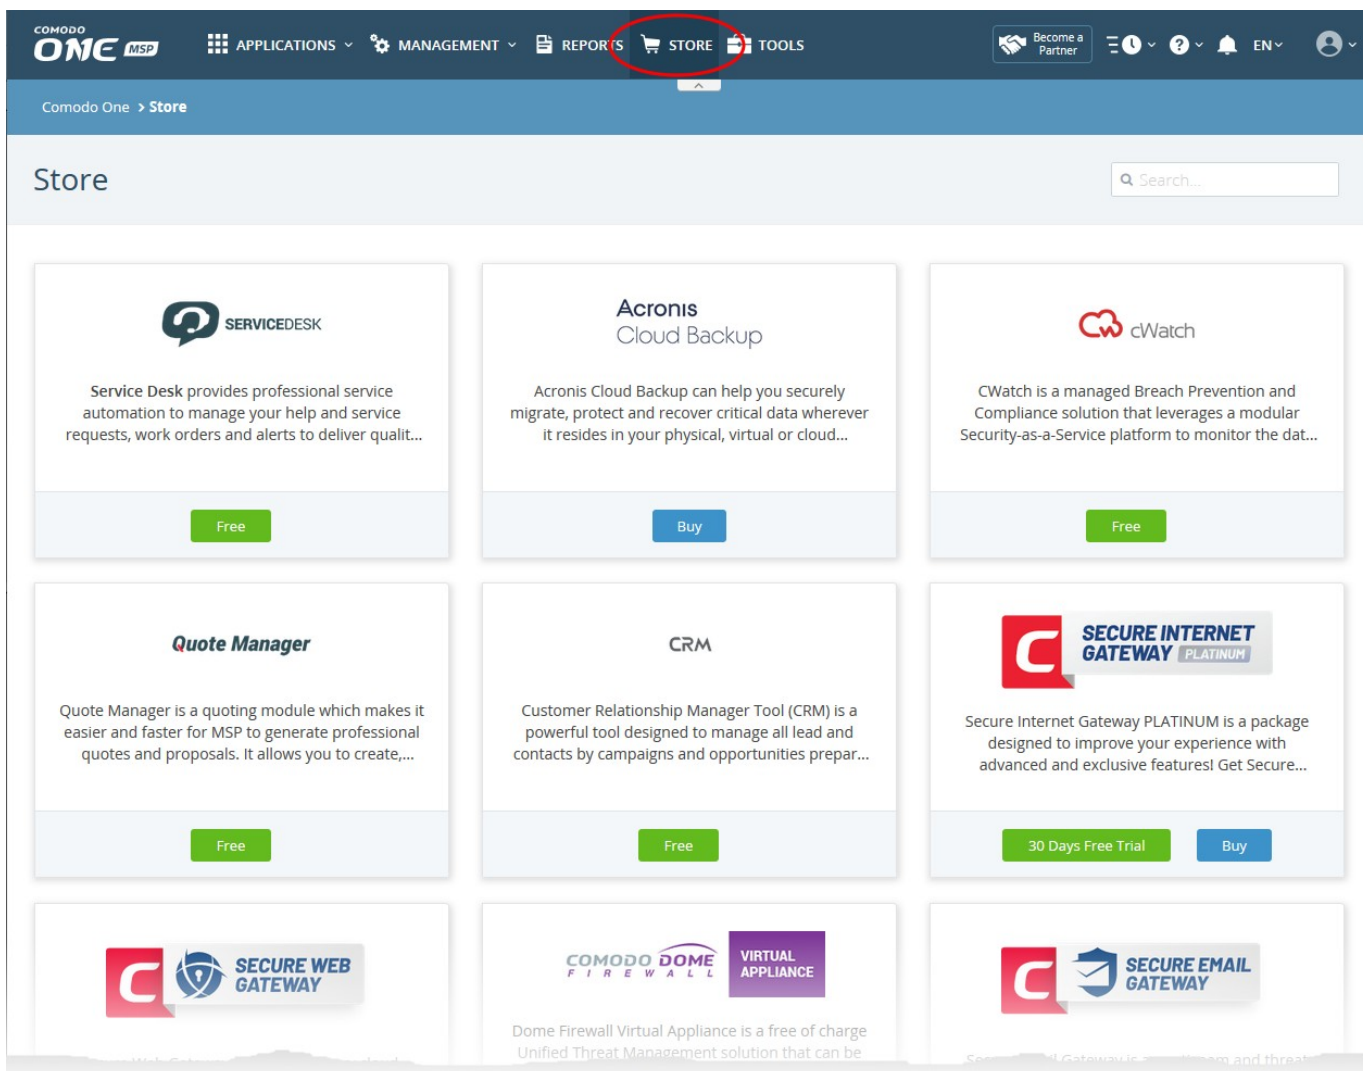 COMODO
ONE MSP
APPLICATIONS
MANAGEMENT
REPORTS
STORE
TOOLS
Become a
Partner
EN
Comodo One > Store
Store
Search...
SERVICEDESK
Service Desk provides professional service
automation to manage your help and service
requests, work orders and alerts to deliver qualit...
Free
Acronis
Cloud Backup
Acronis Cloud Backup can help you securely
migrate, protect and recover critical data wherever
it resides in your physical, virtual or cloud...
Buy
cWatch
CWatch is a managed Breach Prevention and
Compliance solution that leverages a modular
Security-as-a-Service platform to monitor the dat...
Free
Quote Manager
Quote Manager is a quoting module which makes it
easier and faster for MSP to generate professional
quotes and proposals. It allows you to create,...
Free
CRM
Customer Relationship Manager Tool (CRM) is a
powerful tool designed to manage all lead and
contacts by campaigns and opportunities prepar...
Free
SECURE INTERNET
GATEWAY PLATINUM
Secure Internet Gateway PLATINUM is a package
designed to improve your experience with
advanced and exclusive features! Get Secure...
30 Days Free Trial
Buy
SECURE WEB
GATEWAY
COMODO DOME
FIREWALL
VIRTUAL
APPLIANCE
Dome Firewall Virtual Appliance is a free of charge
Unified Threat Management solution that can be
SECURE EMAIL
GATEWAY
Gateway is
and threat